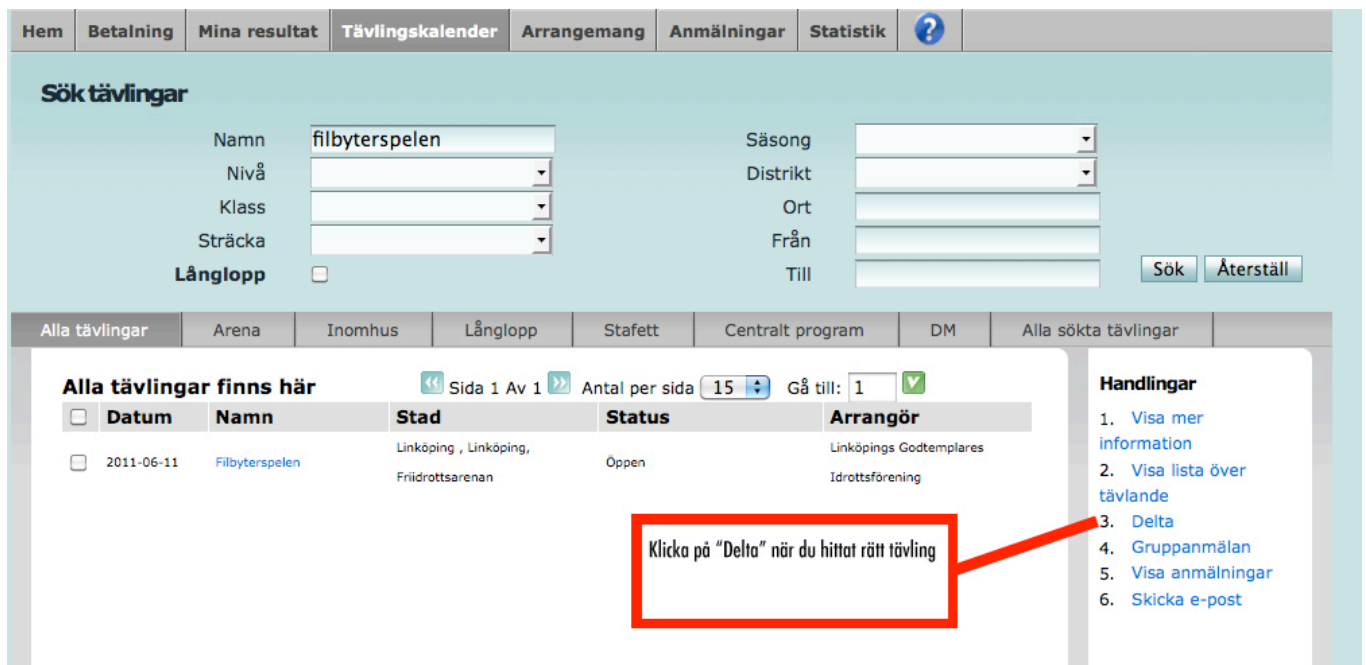 Hem Betalning Mina resultat Tävlingskalender Arrangemang Anmälningar Statistik ?
Sök tävlingar
Namn filbyterspelen Säsong
Nivå Distrikt
Klass Ort
Sträcka Från
Långlopp Till Sök Återställ
Alla tävlingar Arena Inomhus Långlopp Stafett Centralt program DM Alla sökta tävlingar
Alla tävlingar finns här Sida 1 Av 1 Antal per sida 15 Gå till: 1
Datum Namn Stad Status Arrangör
2011-06-11 Filbyterspelen Linköping , Linköping, Friidrottsarenan Öppen Linköpings Godtemplares Idrottsförening
Handlingar
1. Visa mer
information
2. Visa lista över
tävlande
3. Delta
4. Gruppanmälan
5. Visa anmälningar
6. Skicka e-post
Klicka på ”Delta” när du hittat rätt tävling